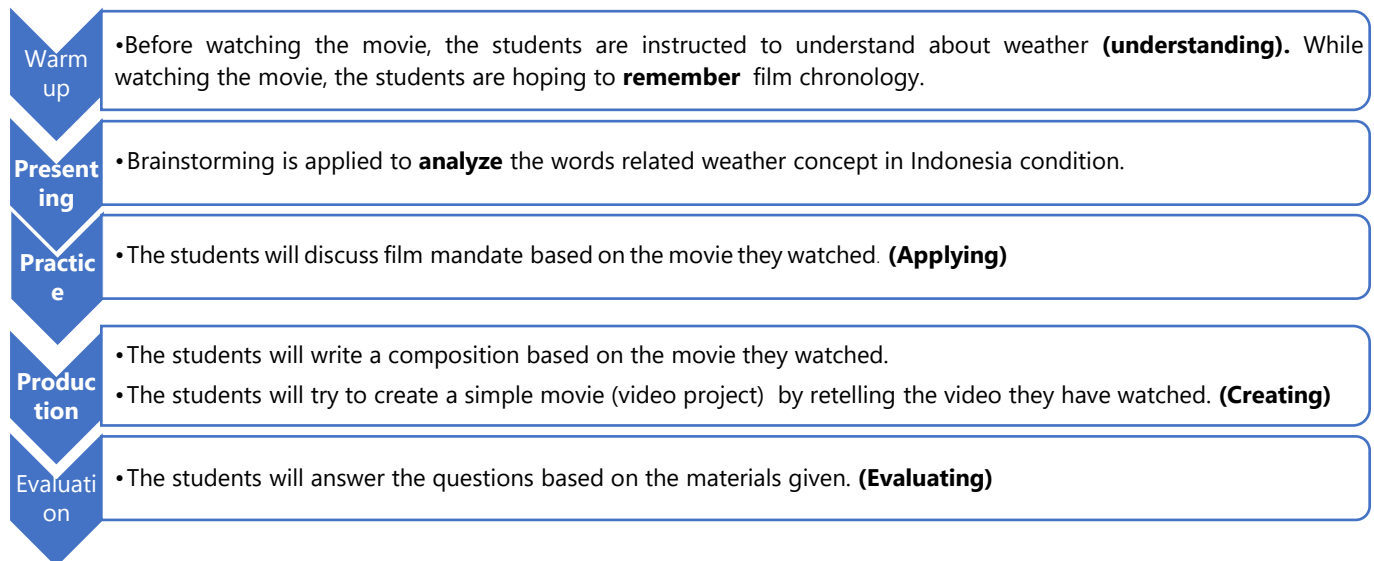 Warm
up
•Before watching the movie, the students are instructed to understand about weather (understanding). While
watching the movie, the students are hoping to remember film chronology.
Present
ing
•Brainstorming is applied to analyze the words related weather concept in Indonesia condition.
Practic
e
•The students will discuss film mandate based on the movie they watched. (Applying)
Produc
tion
•The students will write a composition based on the movie they watched.
•The students will try to create a simple movie (video project) by retelling the video they have watched. (Creating)
Evaluati
on
•The students will answer the questions based on the materials given. (Evaluating)